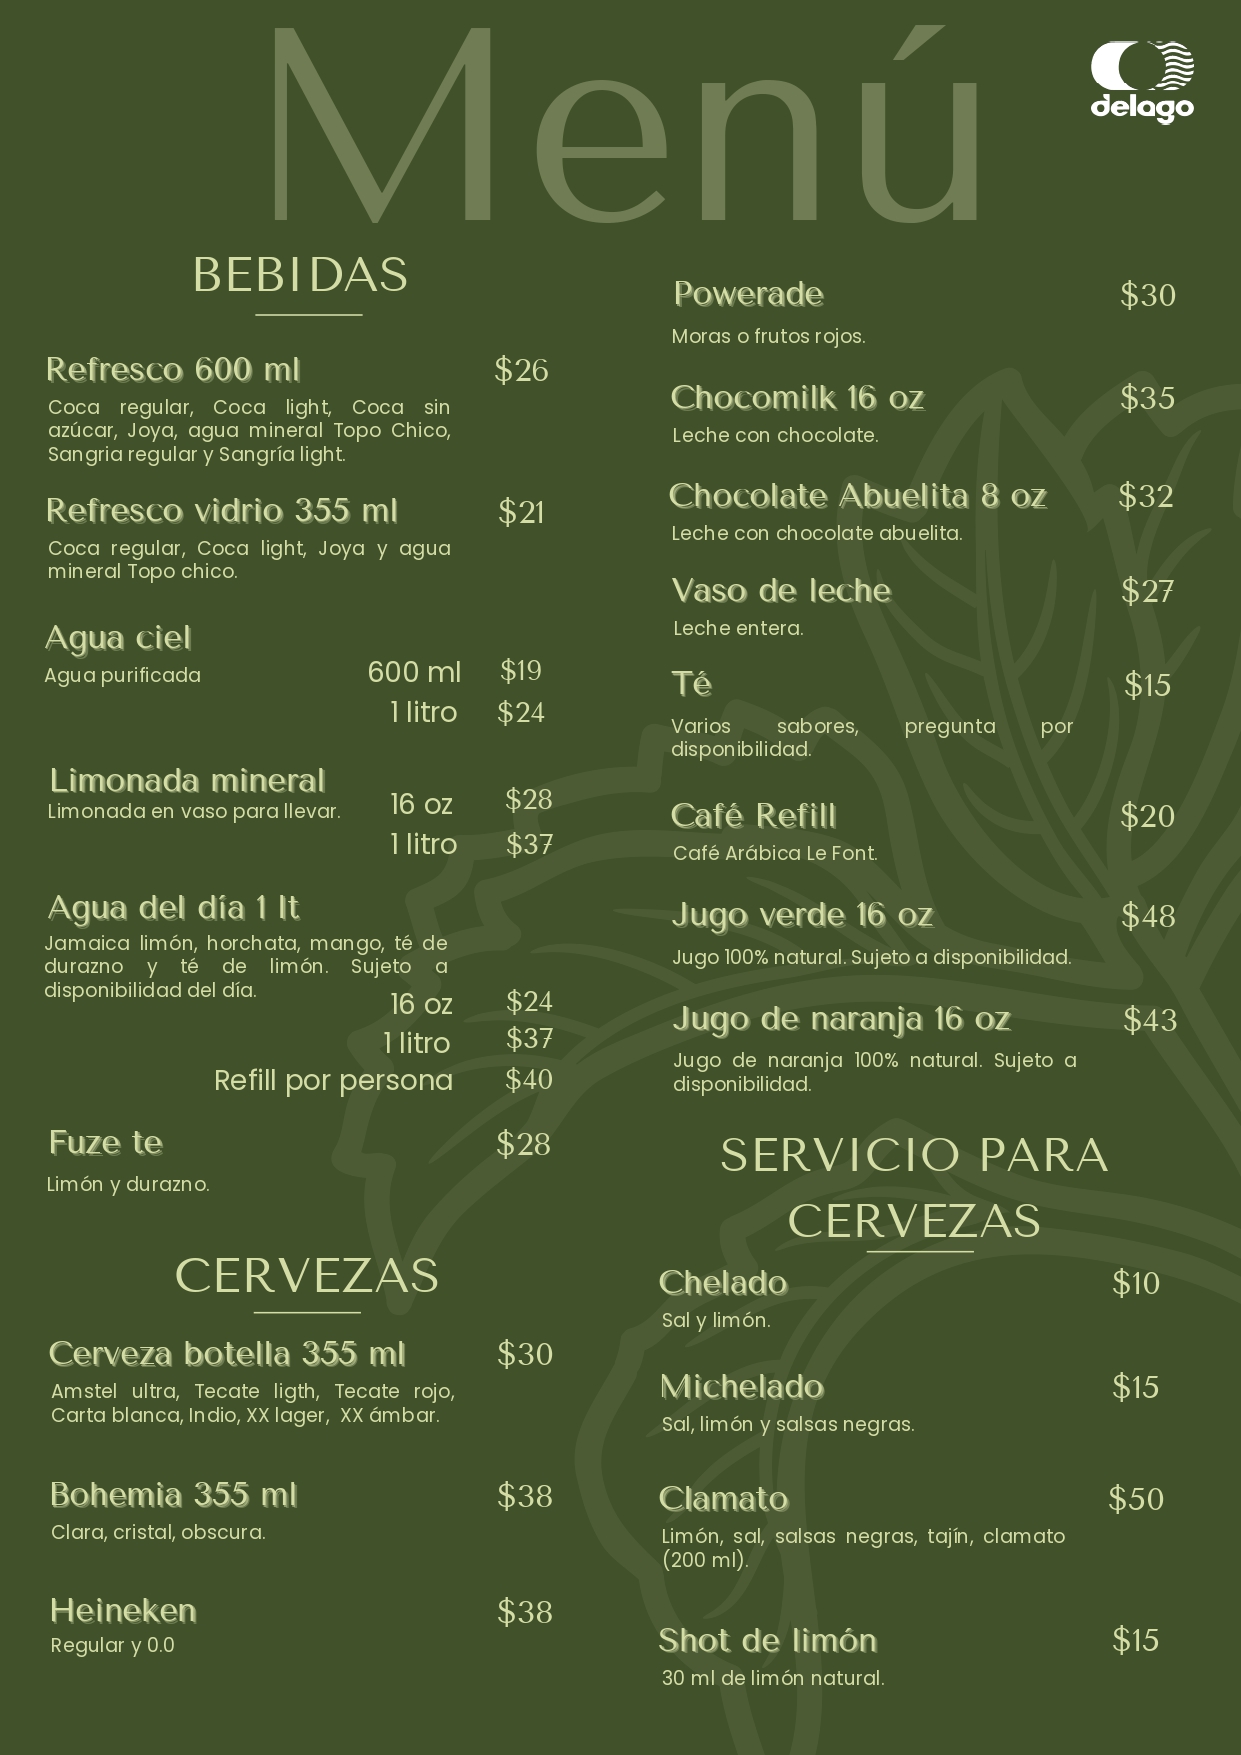 Menú
delago
BEBIDAS
Refresco 600 ml $26
Coca regular, Coca light, Coca sin
azúcar, Joya, agua mineral Topo Chico,
Sangria regular y Sangría light.
Refresco vidrio 355 ml $21
Coca regular, Coca light, Joya y agua
mineral Topo chico.
Agua ciel
Agua purificada 600 ml $19
1 litro $24
Limonada mineral
Limonada en vaso para llevar. 16 oz $28
1 litro $37
Agua del día 1 lt
Jamaica limón, horchata, mango, té de
durazno y té de limón. Sujeto a
disponibilidad del día.
16 oz $24
1 litro $37
Refill por persona $40
Fuze te $28
Limón y durazno.
CERVEZAS
Cerveza botella 355 ml $30
Amstel ultra, Tecate ligth, Tecate rojo,
Carta blanca, Indio, XX lager, XX ámbar.
Bohemia 355 ml $38
Clara, cristal, obscura.
Heineken $38
Regular y 0.0
Powerade $30
Moras o frutos rojos.
Chocomilk 16 oz $35
Leche con chocolate.
Chocolate Abuelita 8 oz $32
Leche con chocolate abuelita.
Vaso de leche $27
Leche entera.
Té $15
Varios sabores, pregunta por
disponibilidad.
Café Refill $20
Café Arábica Le Font.
Jugo verde 16 oz $48
Jugo 100% natural. Sujeto a disponibilidad.
Jugo de naranja 16 oz $43
Jugo de naranja 100% natural. Sujeto a
disponibilidad.
SERVICIO PARA
CERVEZAS
Chelado $10
Sal y limón.
Michelado $15
Sal, limón y salsas negras.
Clamato $50
Limón, sal, salsas negras, tajín, clamato
(200 ml).
Shot de limón $15
30 ml de limón natural.